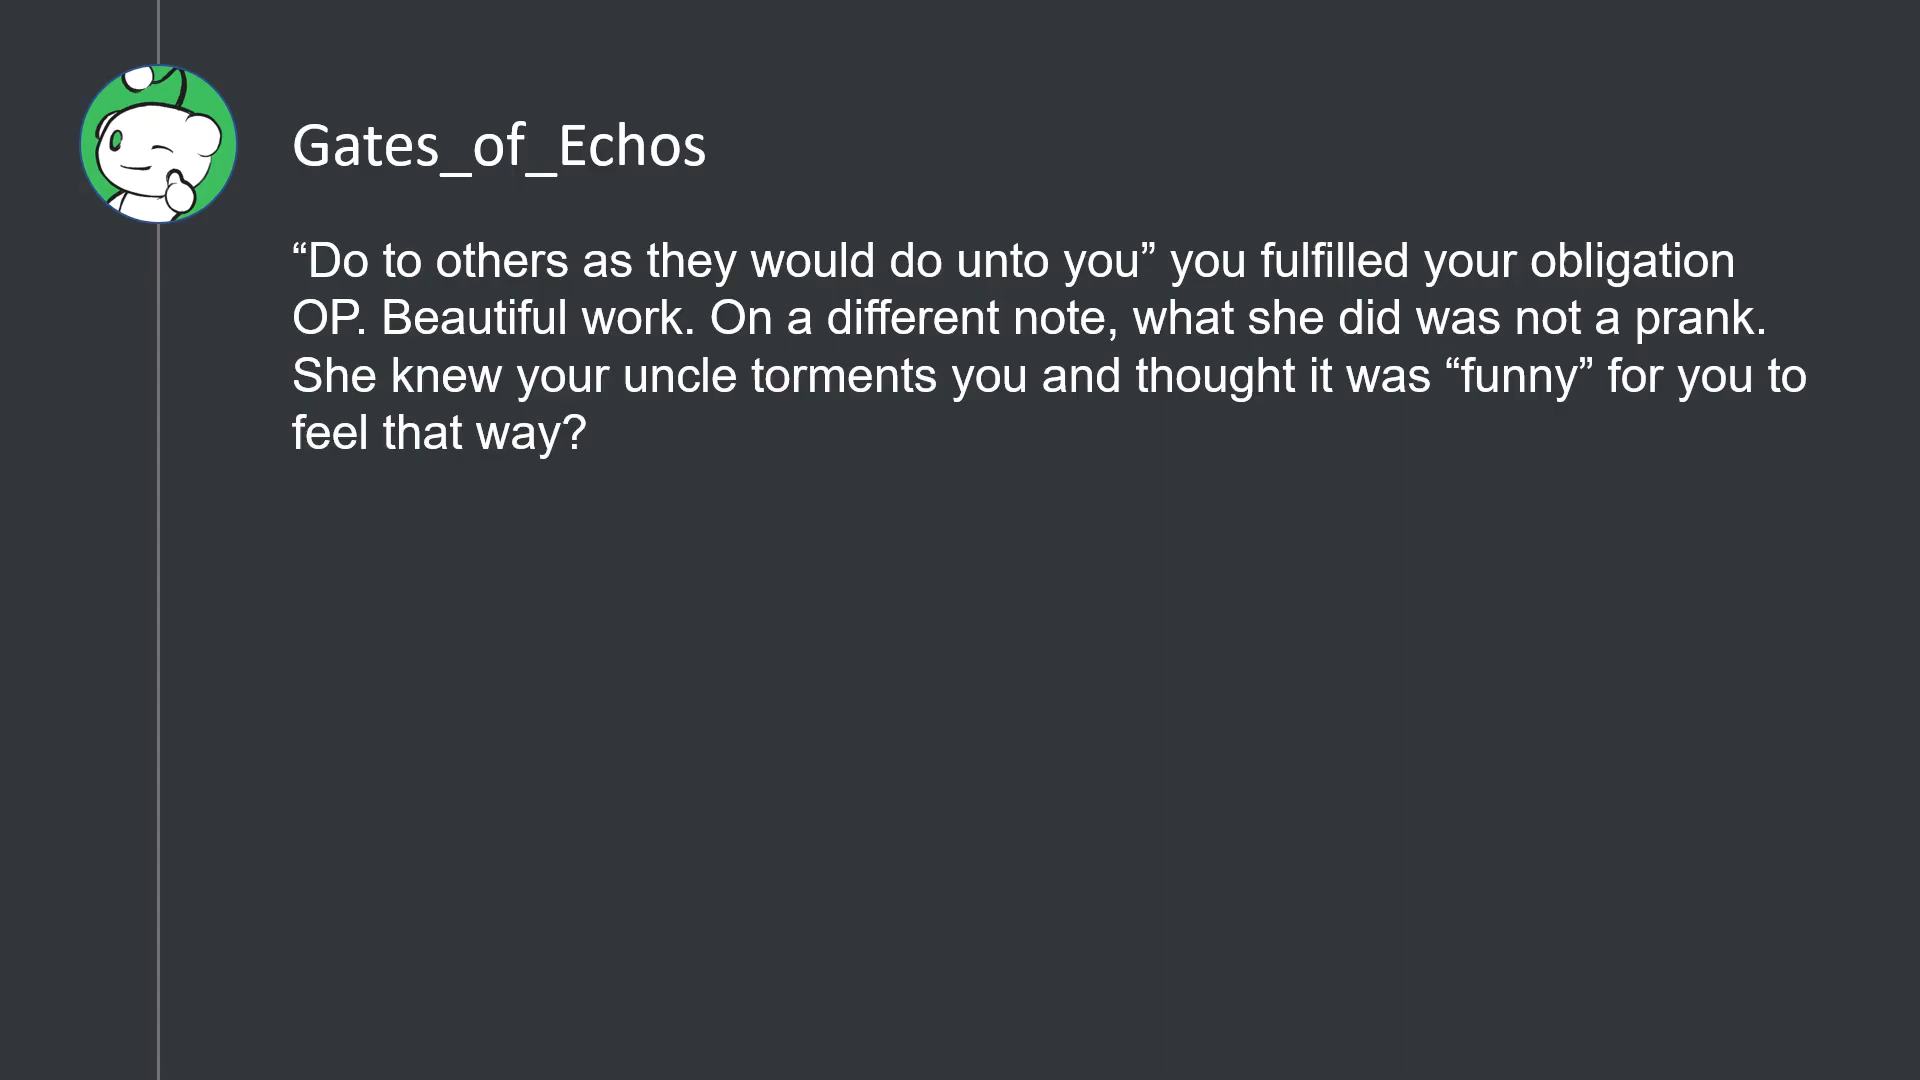 Gates_of_Echos
“Do to others as they would do unto you” you fulfilled your obligation
OP. Beautiful work. On a different note, what she did was not a prank.
She knew your uncle torments you and thought it was “funny” for you to
feel that way?